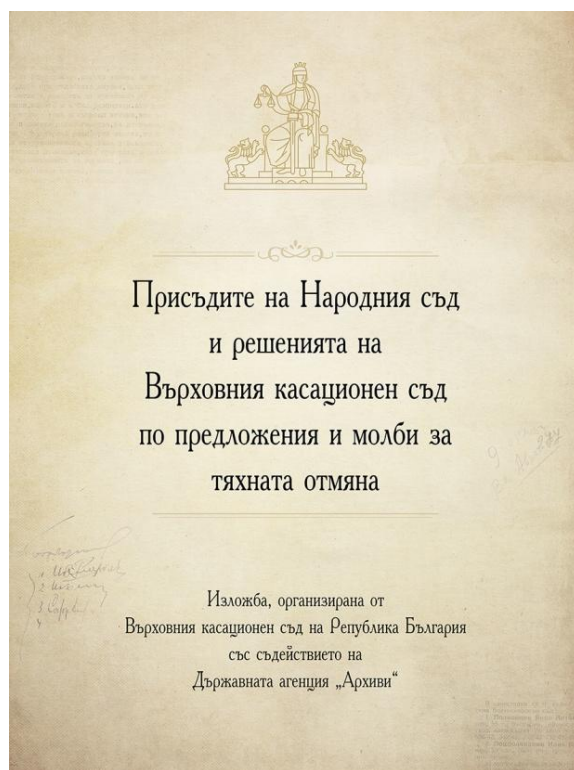 Присъдите на Народния съд
и решенията на
Върховния касационен съд
по предложения и молби за
тяхната отмяна
Изложба, организирана от
Върховния касационен съд на Република България
със съдействието на
Държавната агенция „Архиви“